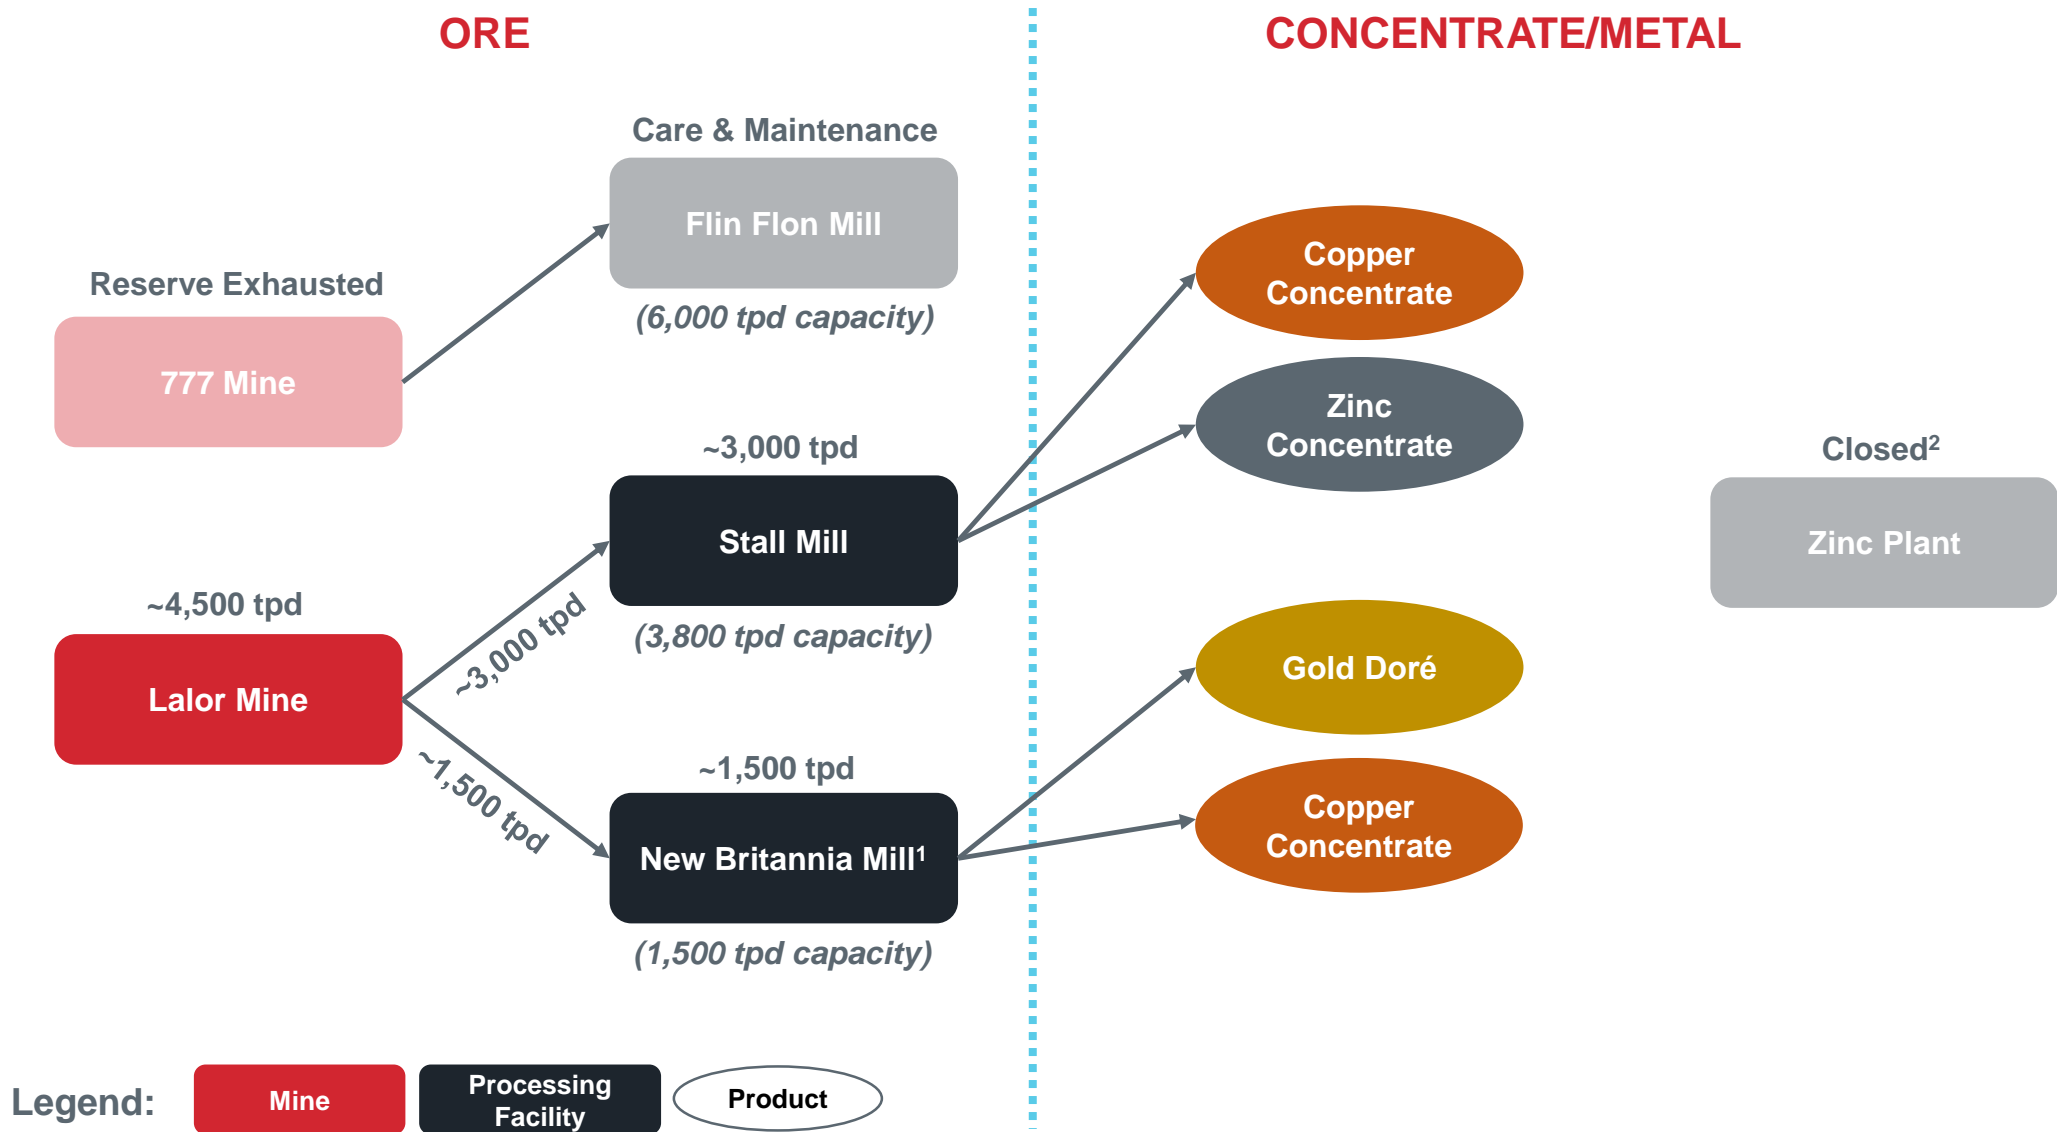 ORE
CONCENTRATE/METAL
Care & Maintenance
Flin Flon Mill
(6,000 tpd capacity)
Reserve Exhausted
777 Mine
~3,000 tpd
Stall Mill
(3,800 tpd capacity)
~4,500 tpd
Lalor Mine
~3,000 tpd
~1,500 tpd
~1,500 tpd
New Britannia Mill¹
(1,500 tpd capacity)
Copper
Concentrate
Zinc
Concentrate
Gold Doré
Copper
Concentrate
Closed²
Zinc Plant
Legend:
Mine
Processing
Facility
Product